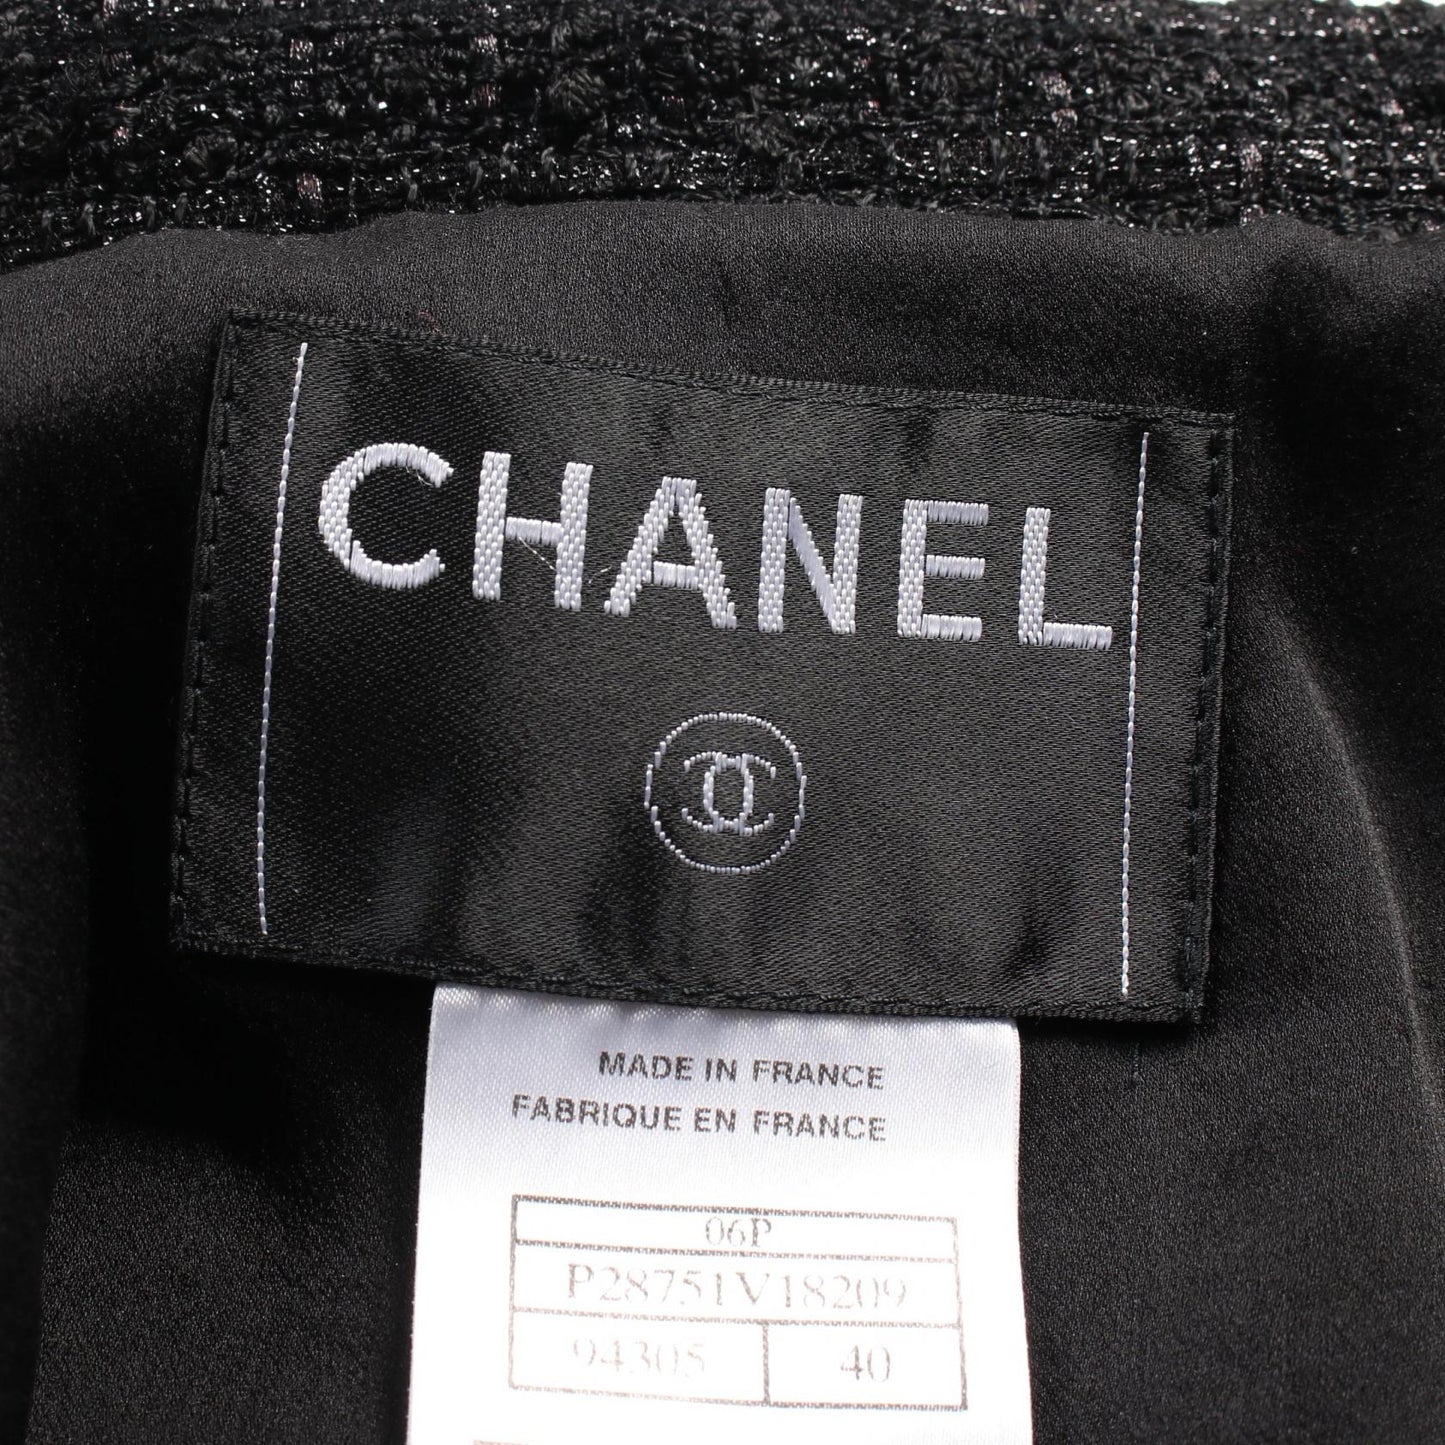 CHANEL
MADE IN FRANCE
FABRIQUE EN FRANCE
06P
P28751V18209
94305 40